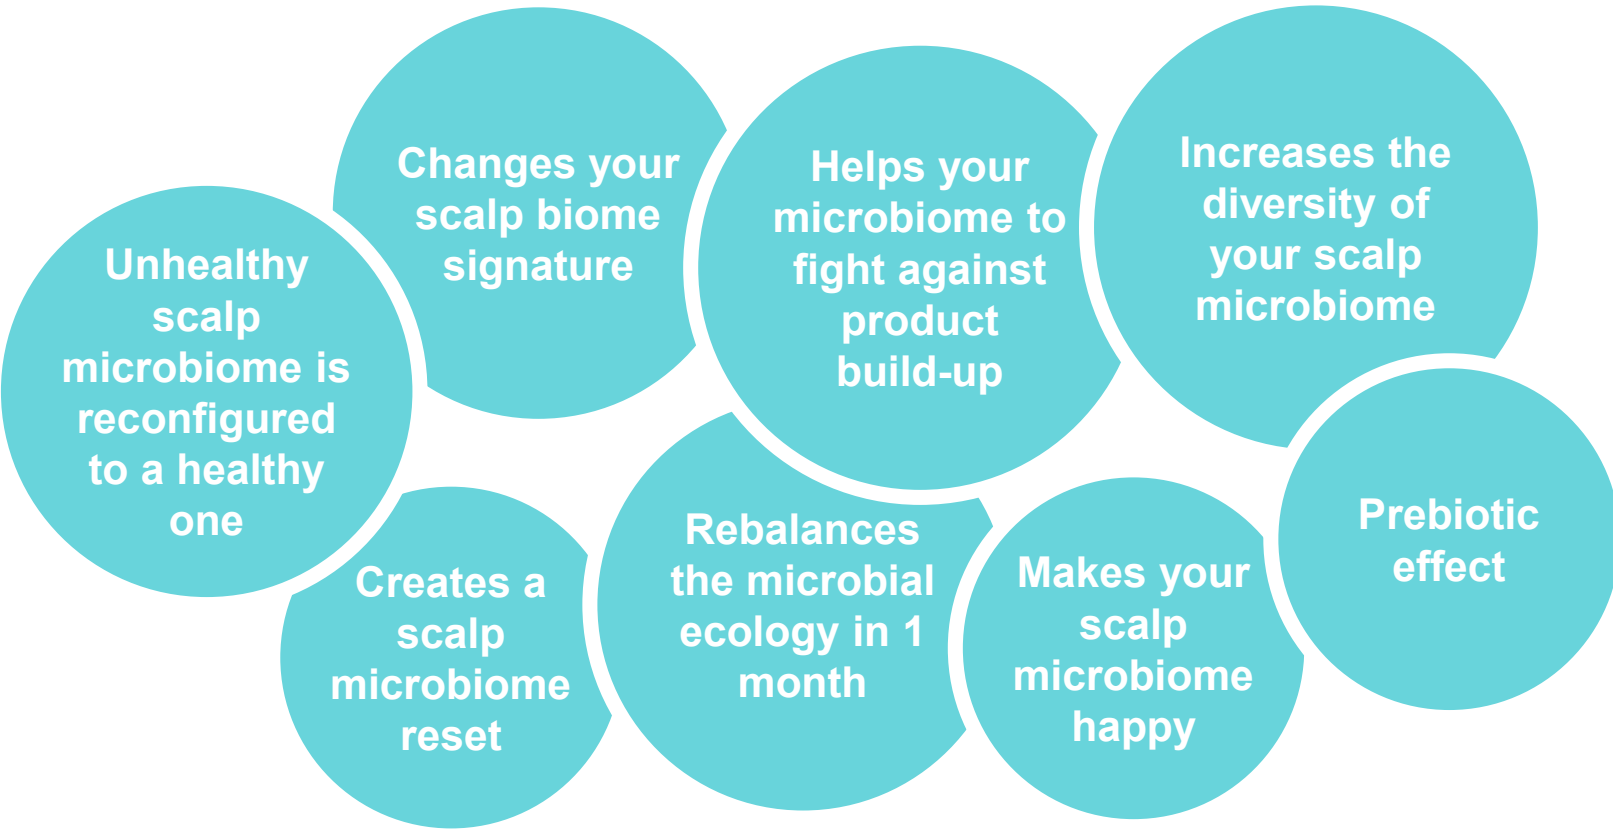 Unhealthy
scalp
microbiome is
reconfigured
to a healthy
one
Changes your
scalp biome
signature
Helps your
microbiome to
fight against
product
build-up
Increases the
diversity of
your scalp
microbiome
Creates a
scalp
microbiome
reset
Rebalances
the microbial
ecology in 1
month
Makes your
scalp
microbiome
happy
Prebiotic
effect